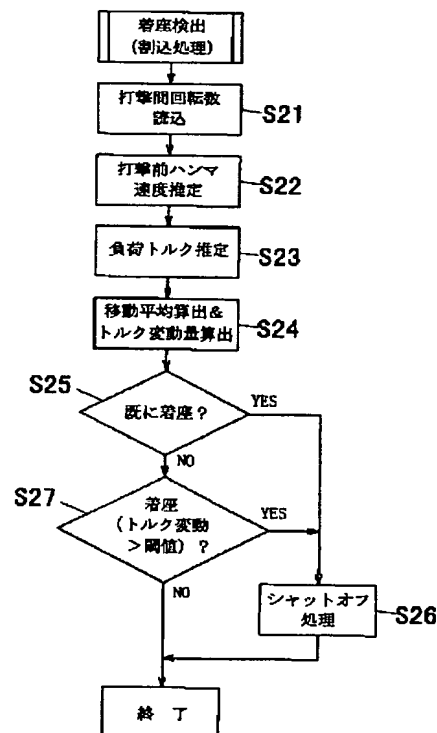 着座検出
(割込処理)
打撃間回転数
読込
S21
打撃前ハンマ
速度推定
S22
負荷トルク推定
S23
移動平均算出&
トルク変動量算出
S24
S25
既に着座?
YES
NO
S27
着座
(トルク変動
>閾値)?
YES
NO
シャットオフ
処理
S26
終 了